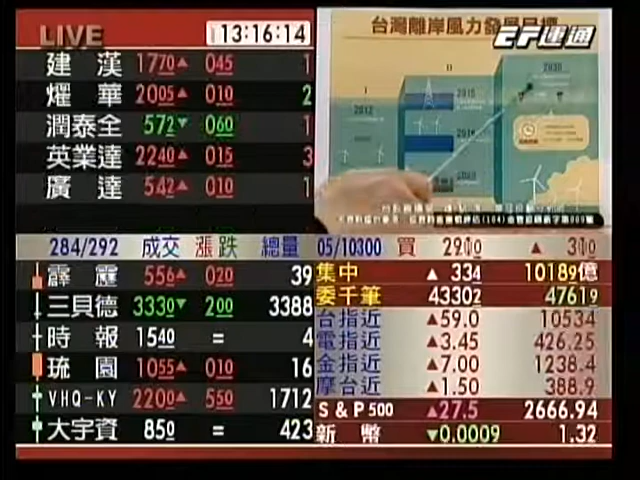 LIVE 13:16:14
建漢 1770▲ 045 1
燿華 2005▲ 010 2
潤泰全 572▼ 060 1
英業達 2240▲ 015 3
廣達 542▲ 010 1
台灣離岸風力發展目標
EF東通
I
II
2012
2015
2030
284/292 成交 漲跌 總量
霹靂 556▲ 020 39
三貝德 3330▼ 200 3388
時報 1540 = 4
琉園 1055▲ 010 16
VHQ-KY 2200▲ 550 1712
大宇資 850 = 423
05/10300 買 2910 ▲ 310
集中 ▲334 10189億
委千筆 43302 47619
台指近 ▲59.0 10534
電指近 ▲3.45 426.25
金指近 ▲7.00 1238.4
摩台近 ▲1.50 388.9
S&P500 ▲27.5 2666.94
新幣 ▼0.0009 1.32